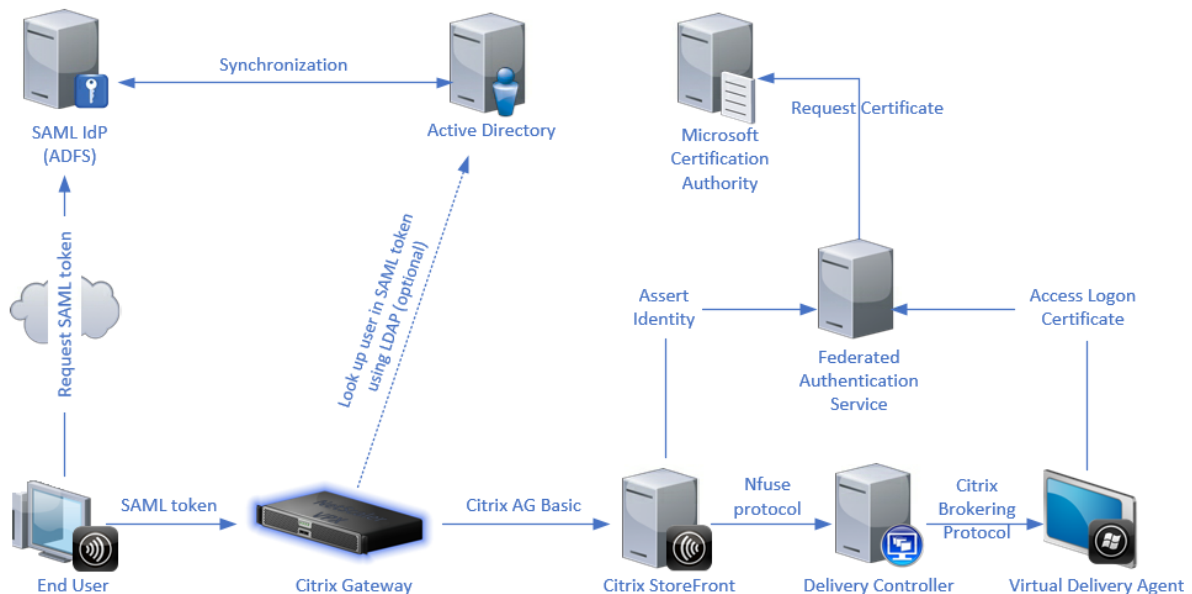 Synchronization
SAML IdP
(ADFS)
Active Directory
Request Certificate
Microsoft
Certification
Authority
Request SAML token
Look up user in SAML token
using LDAP (optional)
Assert
Identity
Access Logon
Certificate
Federated
Authentication
Service
SAML token
Citrix AG Basic
Nfuse
protocol
Citrix
Brokering
Protocol
End User
Citrix Gateway
Citrix StoreFront
Delivery Controller
Virtual Delivery Agent